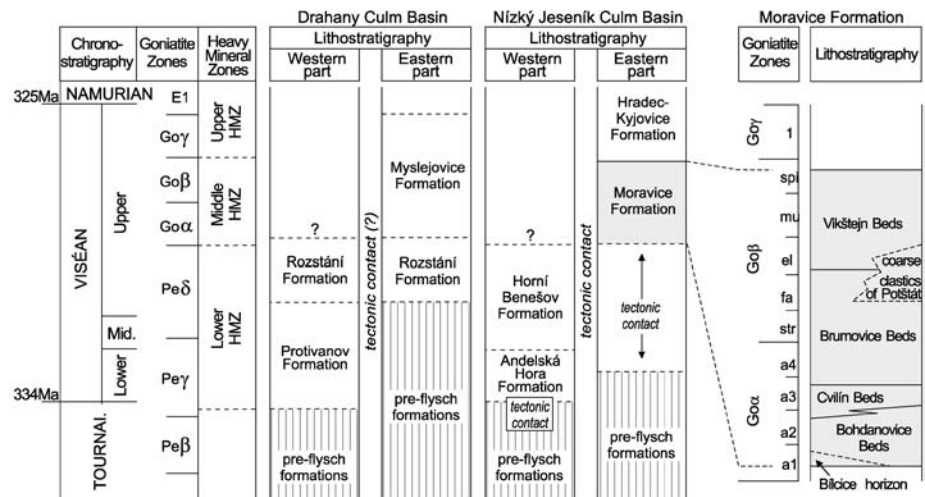 Drahany Culm Basin
Nízký Jeseník Culm Basin
Moravice Formation
Chrono-
stratigraphy
Goniatite
Zones
Heavy
Mineral
Zones
Lithostratigraphy
Western
part
Eastern
part
Lithostratigraphy
Western
part
Eastern
part
Goniatite
Zones
Lithostratigraphy
325Ma
NAMURIAN
E1
Goγ
Goβ
Goα
Peδ
Peγ
Peβ
Upper
HMZ
Middle
HMZ
Lower
HMZ
VISÉAN
Upper
Mid.
Lower
334Ma
TOURNAI.
?
Rozstání
Formation
Protivanov
Formation
pre-flysch
formations
tectonic contact (?)
Myslejovice
Formation
Rozstání
Formation
pre-flysch
formations
?
Horní
Benešov
Formation
Andelská
Hora
Formation
tectonic
contact
pre-flysch
formations
tectonic contact
Hradec-
Kyjovice
Formation
Moravice
Formation
tectonic
contact
pre-flysch
formations
Goγ
Goβ
Goα
1
spi
mu
el
fa
str
a4
a3
a2
a1
Vikštejn Beds
coarse
clastics
of Potštát
Brumovice Beds
Cvilín Beds
Bohdanovice
Beds
Bílcice horizon